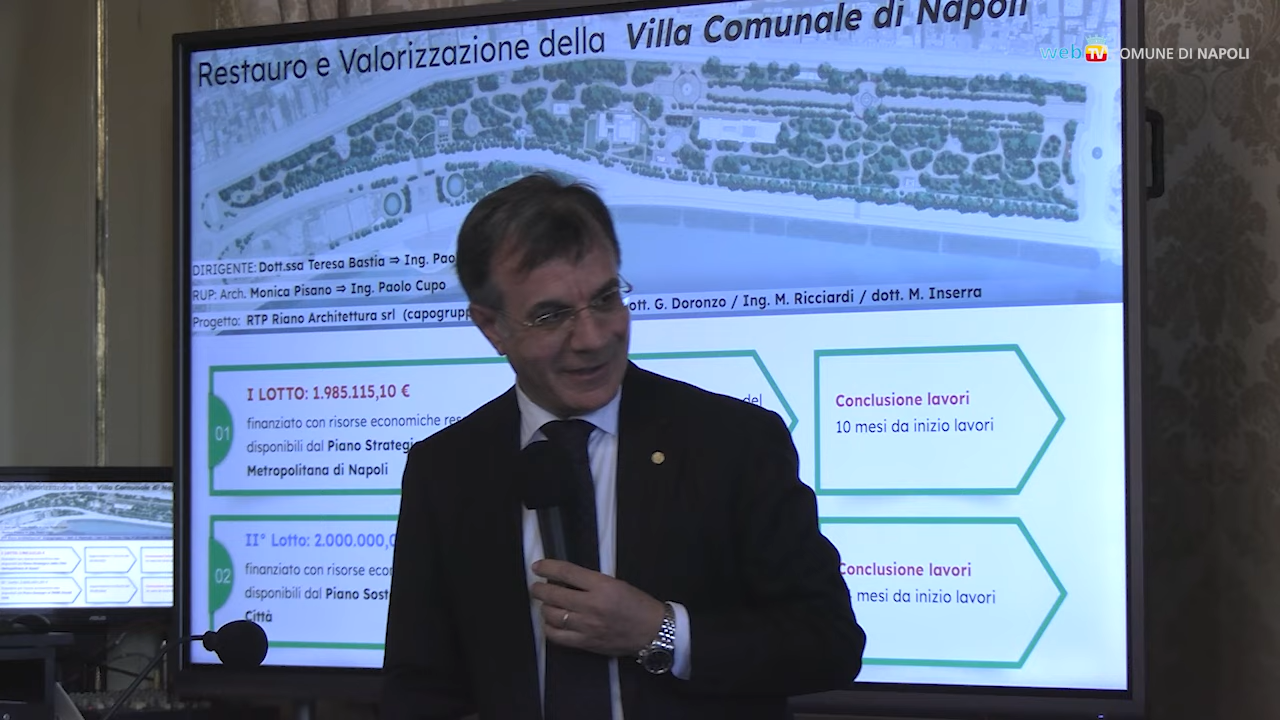 Restauro e Valorizzazione della Villa Comunale di Napoli
web TV COMUNE DI NAPOLI
DIRIGENTE: Dott.ssa Teresa Bastia ⇒ Ing. Pao
RUP: Arch. Monica Pisano ⇒ Ing. Paolo Cupo
Progetto: RTP Riano Architettura srl (capogrupp ott. G. Doronzo / Ing. M. Ricciardi / dott. M. Inserra
01
I LOTTO: 1.985.115,10 €
finanziato con risorse economiche res
disponibili dal Piano Strategi
Metropolitana di Napoli
del
Conclusione lavori
10 mesi da inizio lavori
02
II° Lotto: 2.000.000,0
finanziato con risorse econ
disponibili dal Piano Sost
Città
Conclusione lavori
mesi da inizio lavori